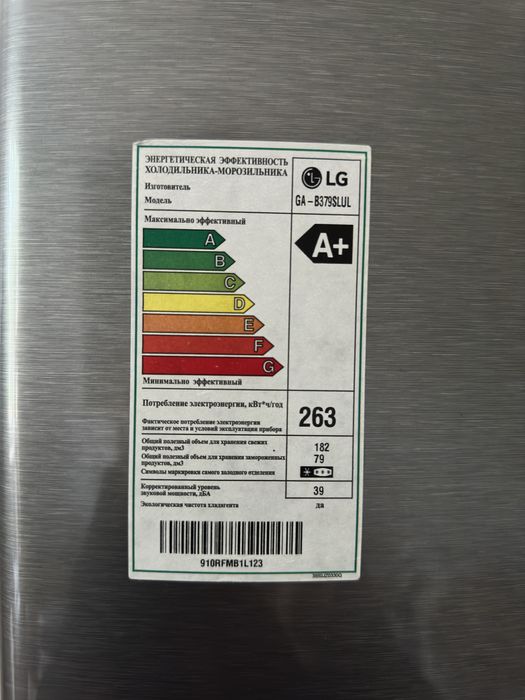 ЭНЕРГЕТИЧЕСКАЯ ЭФФЕКТИВНОСТЬ
ХОЛОДИЛЬНИКА-МОРОЗИЛЬНИКА
LG
Изготовитель
Модель
GA-B379SLUL
Максимально эффективный
A+
A
B
C
D
E
F
G
Минимально эффективный
Потребление электроэнергии, кВт*ч/год
263
Фактическое потребление электроэнергии
зависит от места и условий эксплуатации прибора
Общий полезный объем для хранения свежих
продуктов, дм3
182
Общий полезный объем для хранения замороженных
продуктов, дм3
79
Символы маркировки самого холодного отделения
Корректированный уровень
звуковой мощности, дБА
39
Экологическая чистота хладагента
да
910RFMB1L123